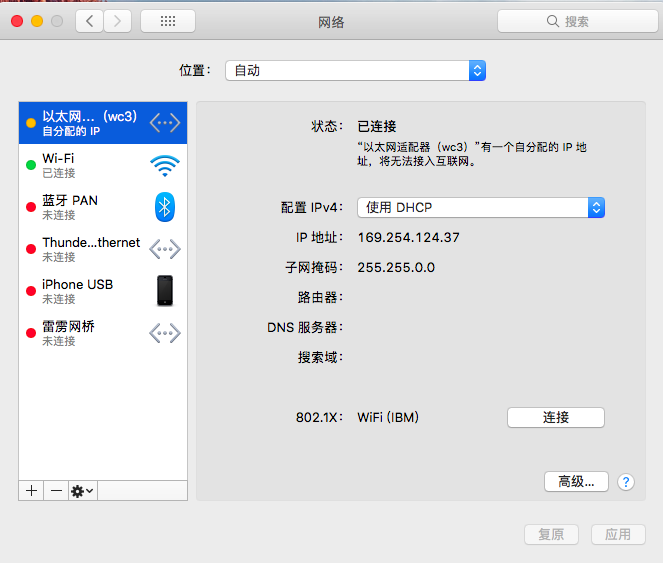 网络
搜索
位置： 自动
以太网...（wc3）
自分配的 IP
Wi-Fi
已连接
蓝牙 PAN
未连接
Thunde...thernet
未连接
iPhone USB
未连接
雷雳网桥
未连接
状态： 已连接
“以太网适配器（wc3）”有一个自分配的 IP 地
址，将无法接入互联网。
配置 IPv4： 使用 DHCP
IP 地址： 169.254.124.37
子网掩码： 255.255.0.0
路由器：
DNS 服务器：
搜索域：
802.1X： WiFi (IBM) 连接
高级... ?
复原 应用